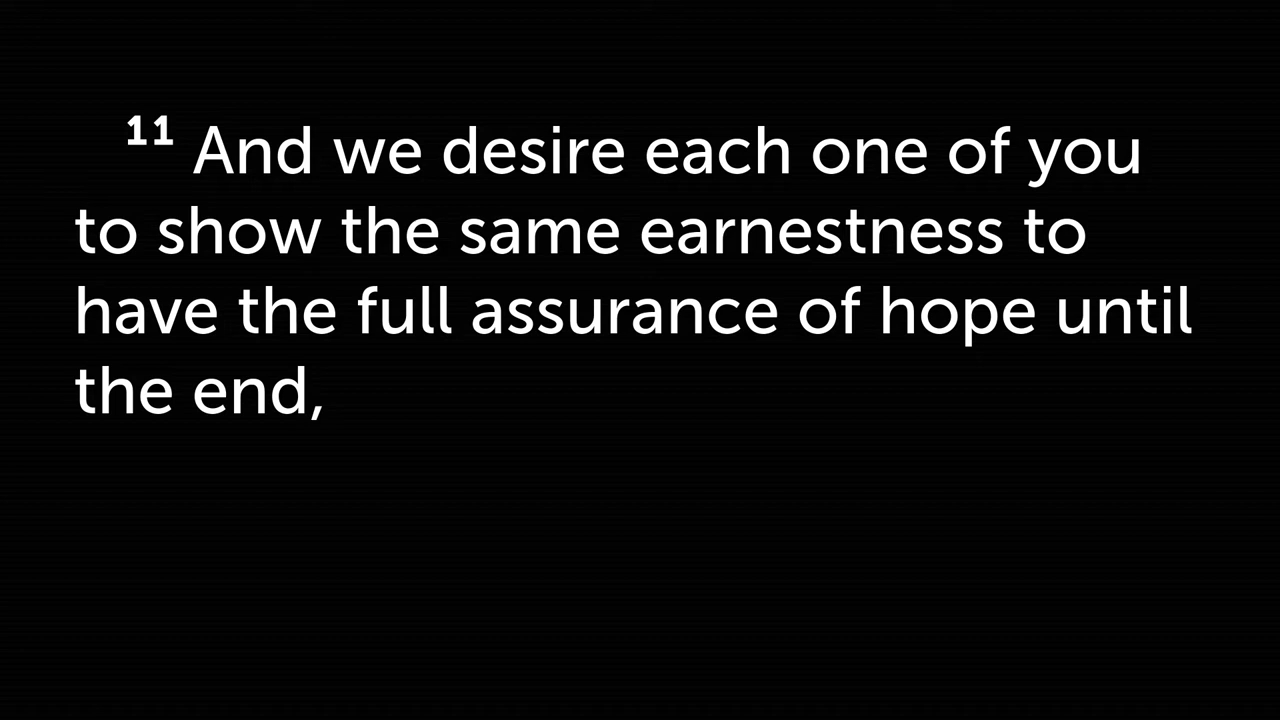 11 And we desire each one of you
to show the same earnestness to
have the full assurance of hope until
the end,